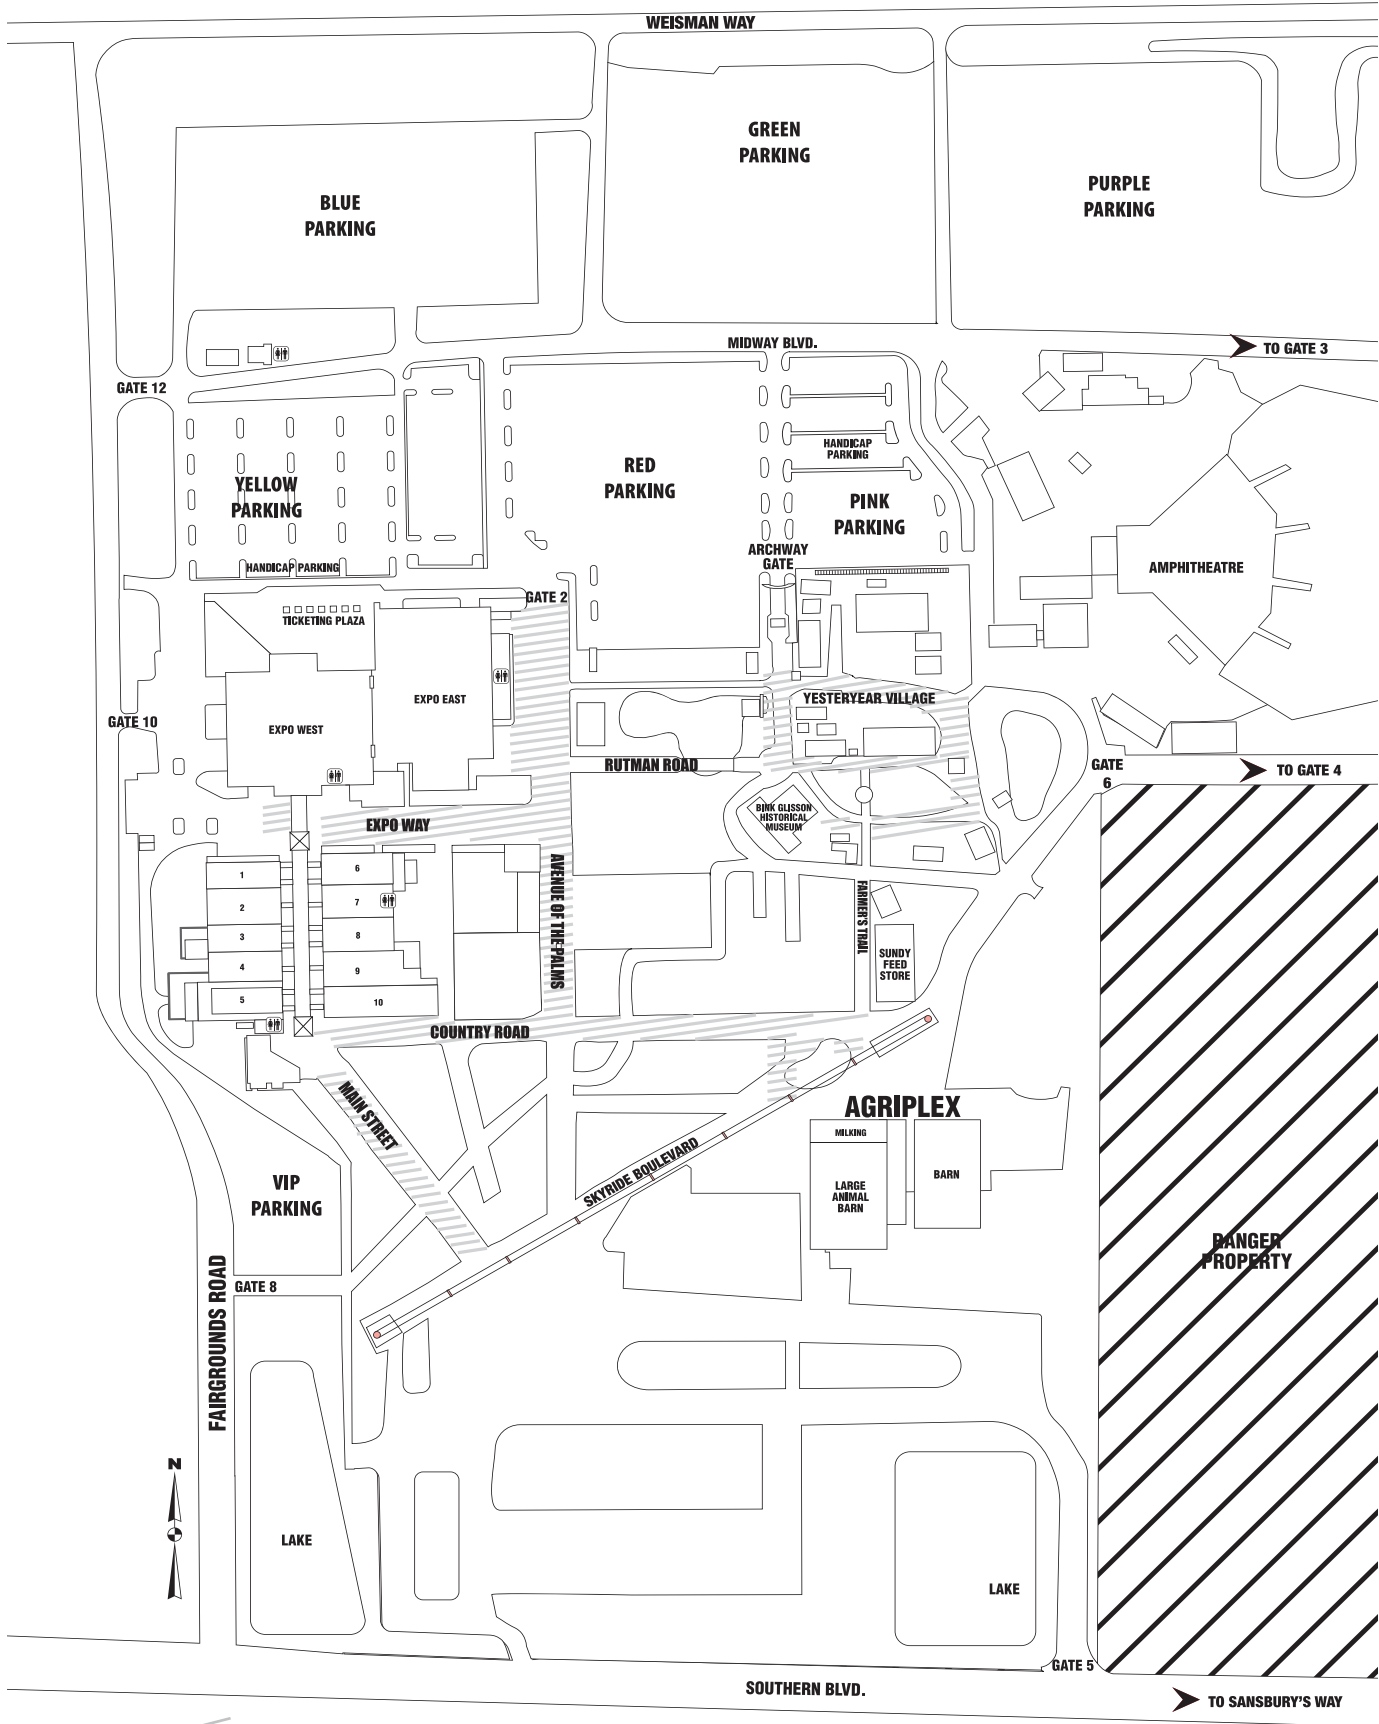 WEISMAN WAY
GREEN
PARKING
PURPLE
PARKING
BLUE
PARKING
MIDWAY BLVD.
TO GATE 3
GATE 12
HANDICAP
PARKING
RED
PARKING
YELLOW
PARKING
PINK
PARKING
ARCHWAY
GATE
HANDICAP PARKING
AMPHITHEATRE
GATE 2
TICKETING PLAZA
EXPO EAST
YESTERYEAR VILLAGE
GATE 10
EXPO WEST
RUTMAN ROAD
GATE
6
TO GATE 4
BINK GLISSON
HISTORICAL
MUSEUM
EXPO WAY
AVENUE OF THE PALMS
FARMER'S TRAIL
1
2
3
4
5
6
7
8
9
10
SUNDY
FEED
STORE
COUNTRY ROAD
MAIN STREET
AGRIPLEX
MILKING
LARGE
ANIMAL
BARN
BARN
SKYRIDE BOULEVARD
VIP
PARKING
RANGER
PROPERTY
GATE 8
FAIRGROUNDS ROAD
N
LAKE
LAKE
GATE 5
SOUTHERN BLVD.
TO SANSBURY'S WAY